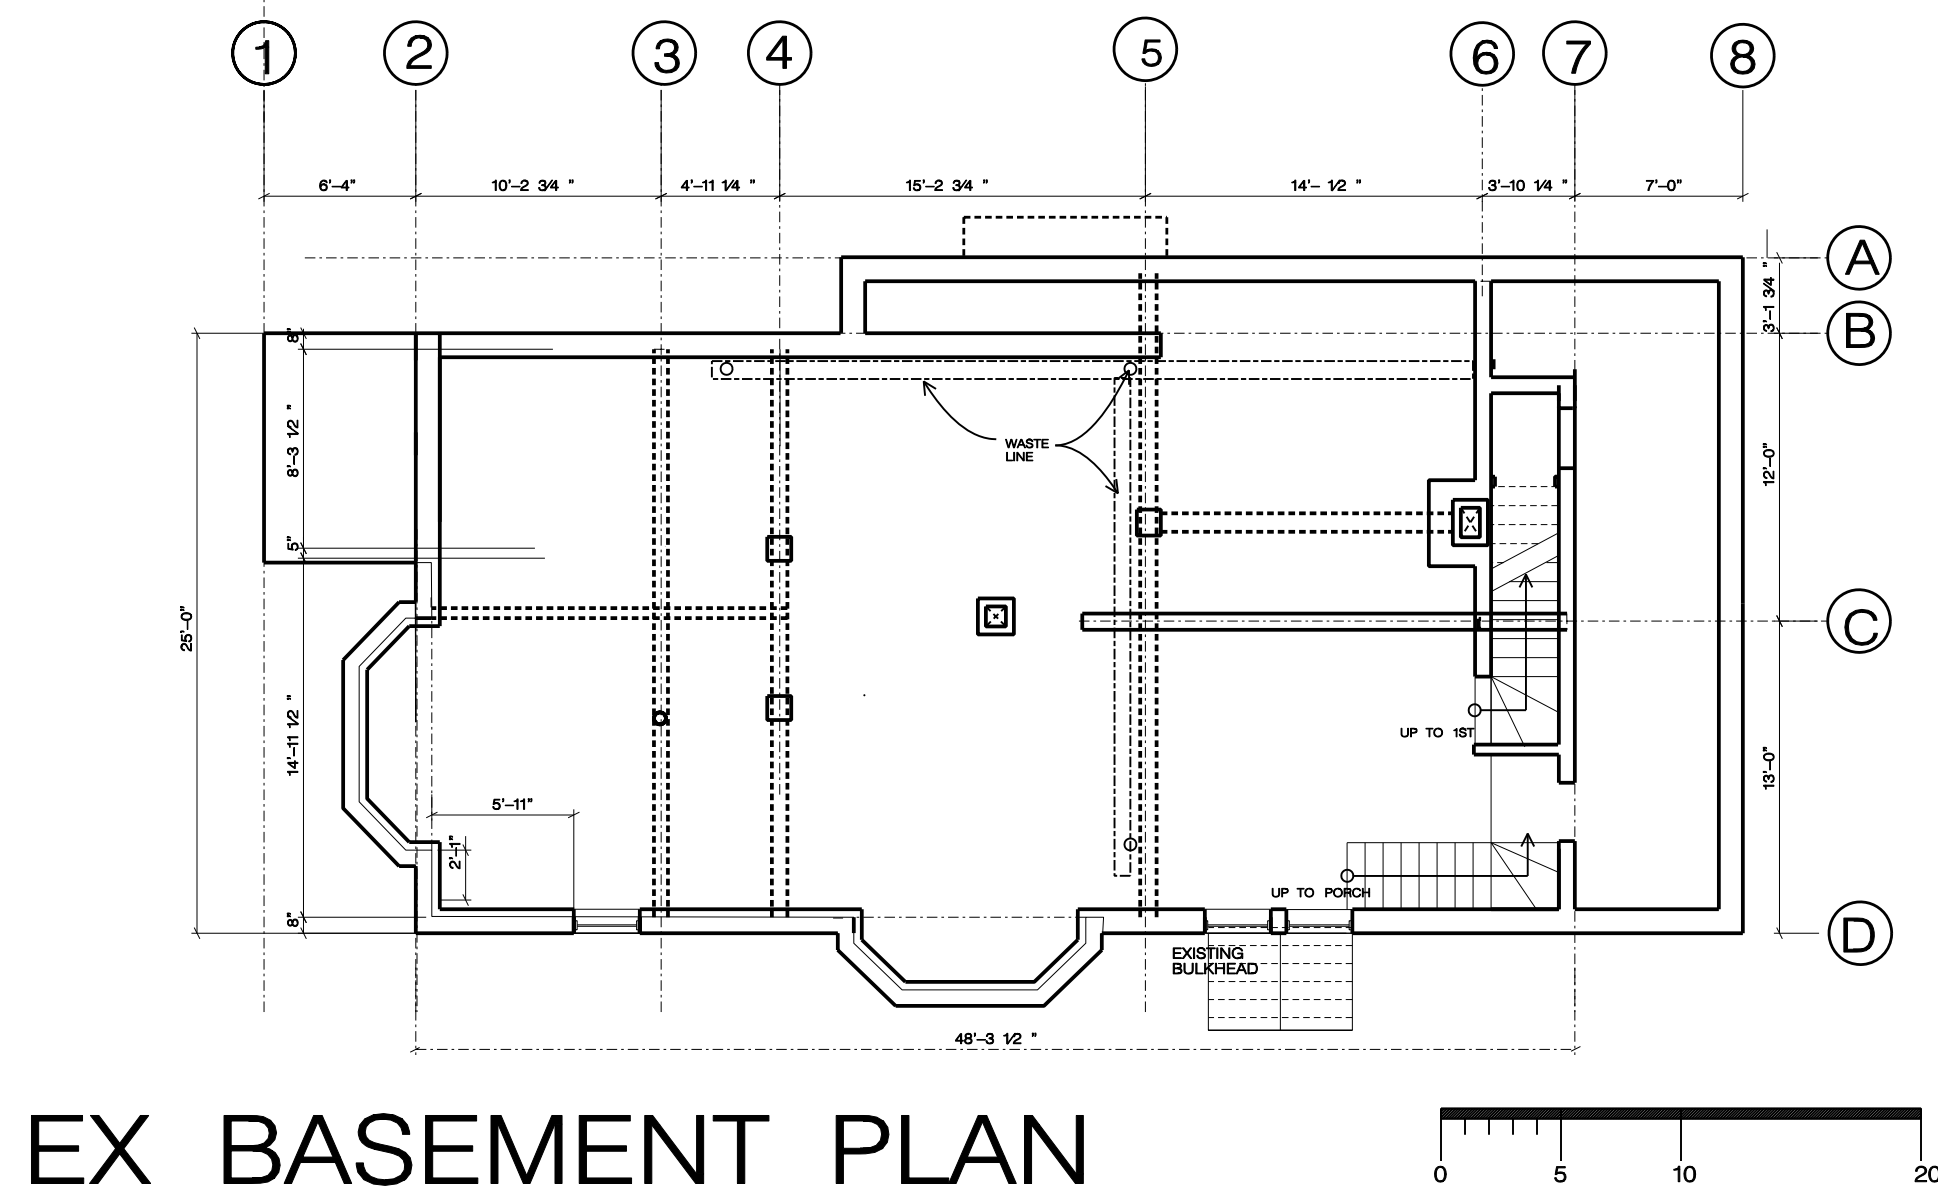 1 2 3 4 5 6 7 8
6'–4" 10'–2 3/4 " 4'–11 1/4 " 15'–2 3/4 " 14'– 1/2 " 3'–10 1/4 " 7'–0"
A
3'–1 3/4 "
B
8"
8'–3 1/2 "
WASTE
LINE
12'–0"
5"
25'–0"
C
14'–11 1/2 "
UP TO 1ST
13'–0"
5'–11"
2'–1"
UP TO PORCH
8"
D
EXISTING
BULKHEAD
48'–3 1/2 "
EX BASEMENT PLAN
0 5 10 20